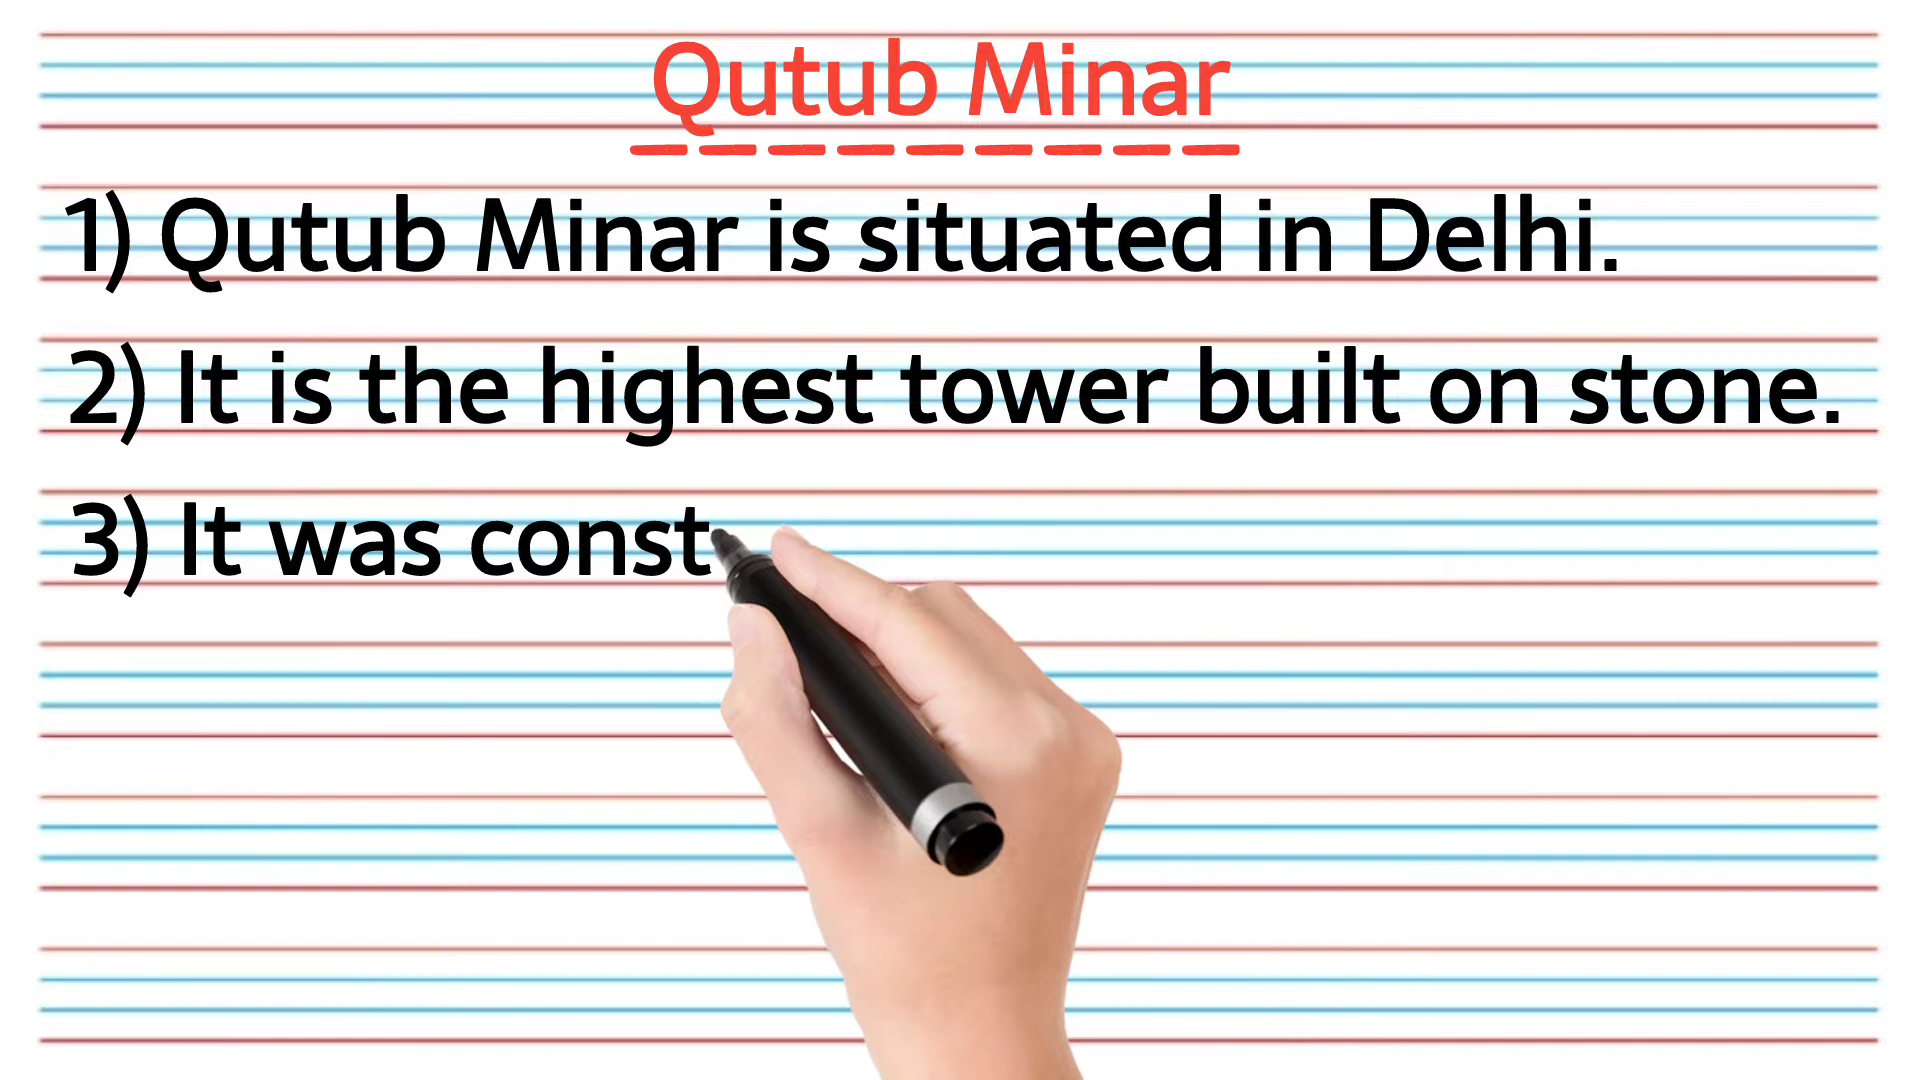 Qutub Minar
1) Qutub Minar is situated in Delhi.
2) It is the highest tower built on stone.
3) It was const